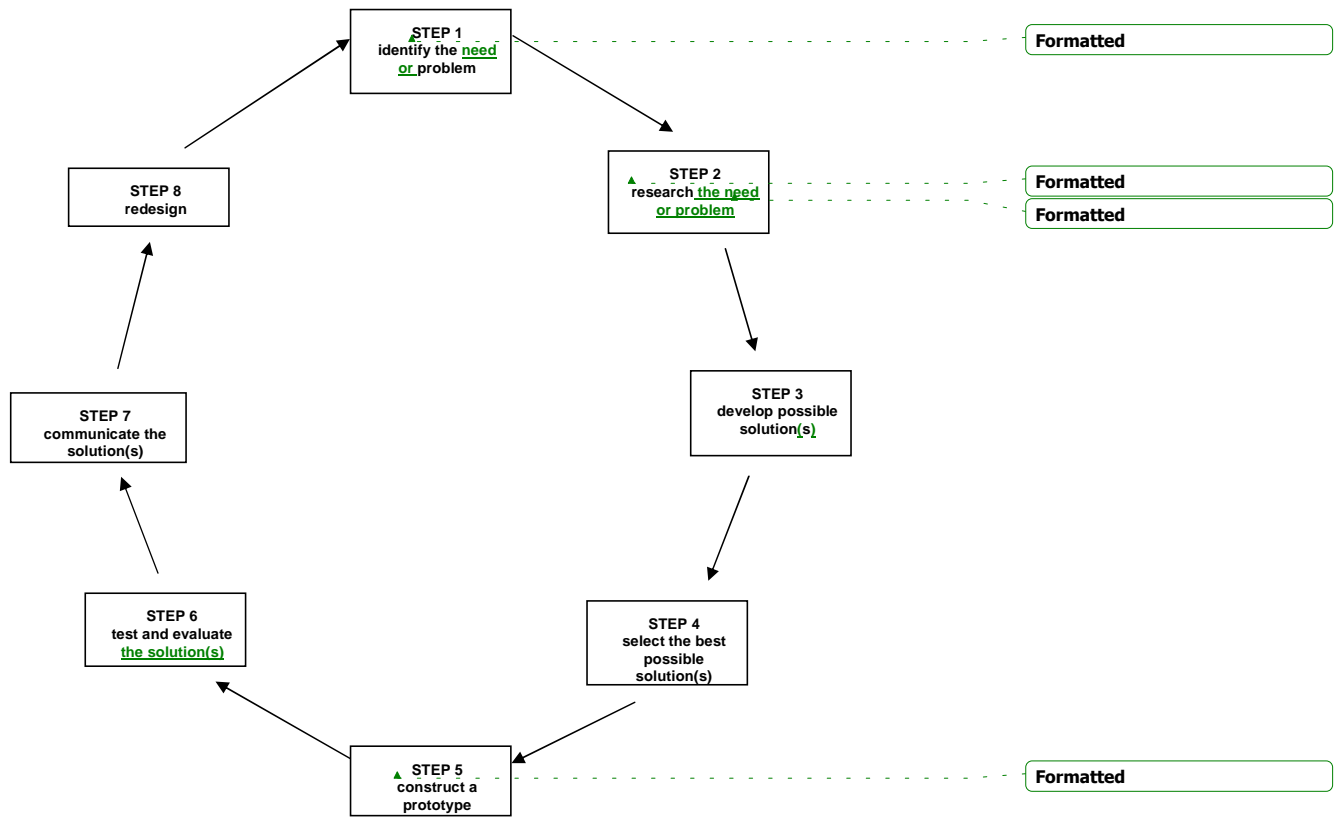 STEP 1
identify the need
or problem
Formatted
STEP 2
research the need
or problem
Formatted
Formatted
STEP 3
develop possible
solution(s)
STEP 4
select the best
possible
solution(s)
STEP 5
construct a
prototype
Formatted
STEP 6
test and evaluate
the solution(s)
STEP 7
communicate the
solution(s)
STEP 8
redesign